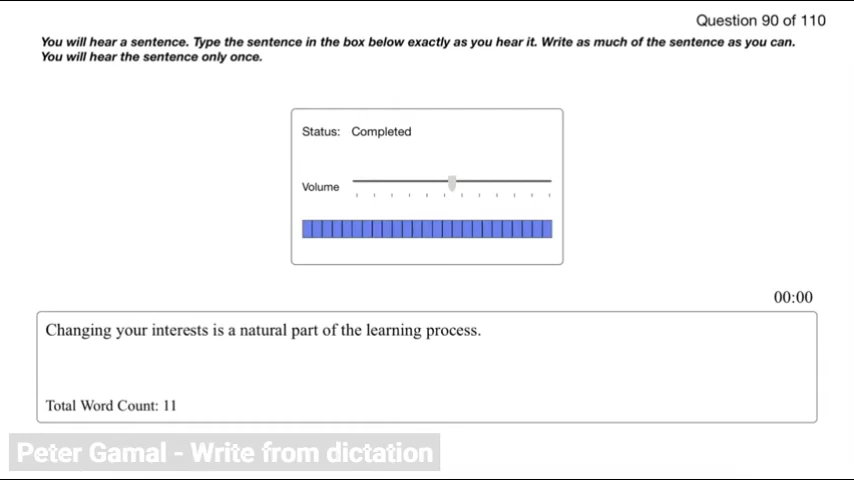 Question 90 of 110
You will hear a sentence. Type the sentence in the box below exactly as you hear it. Write as much of the sentence as you can.
You will hear the sentence only once.
Status: Completed
Volume
00:00
Changing your interests is a natural part of the learning process.
Total Word Count: 11
Peter Gamal - Write from dictation